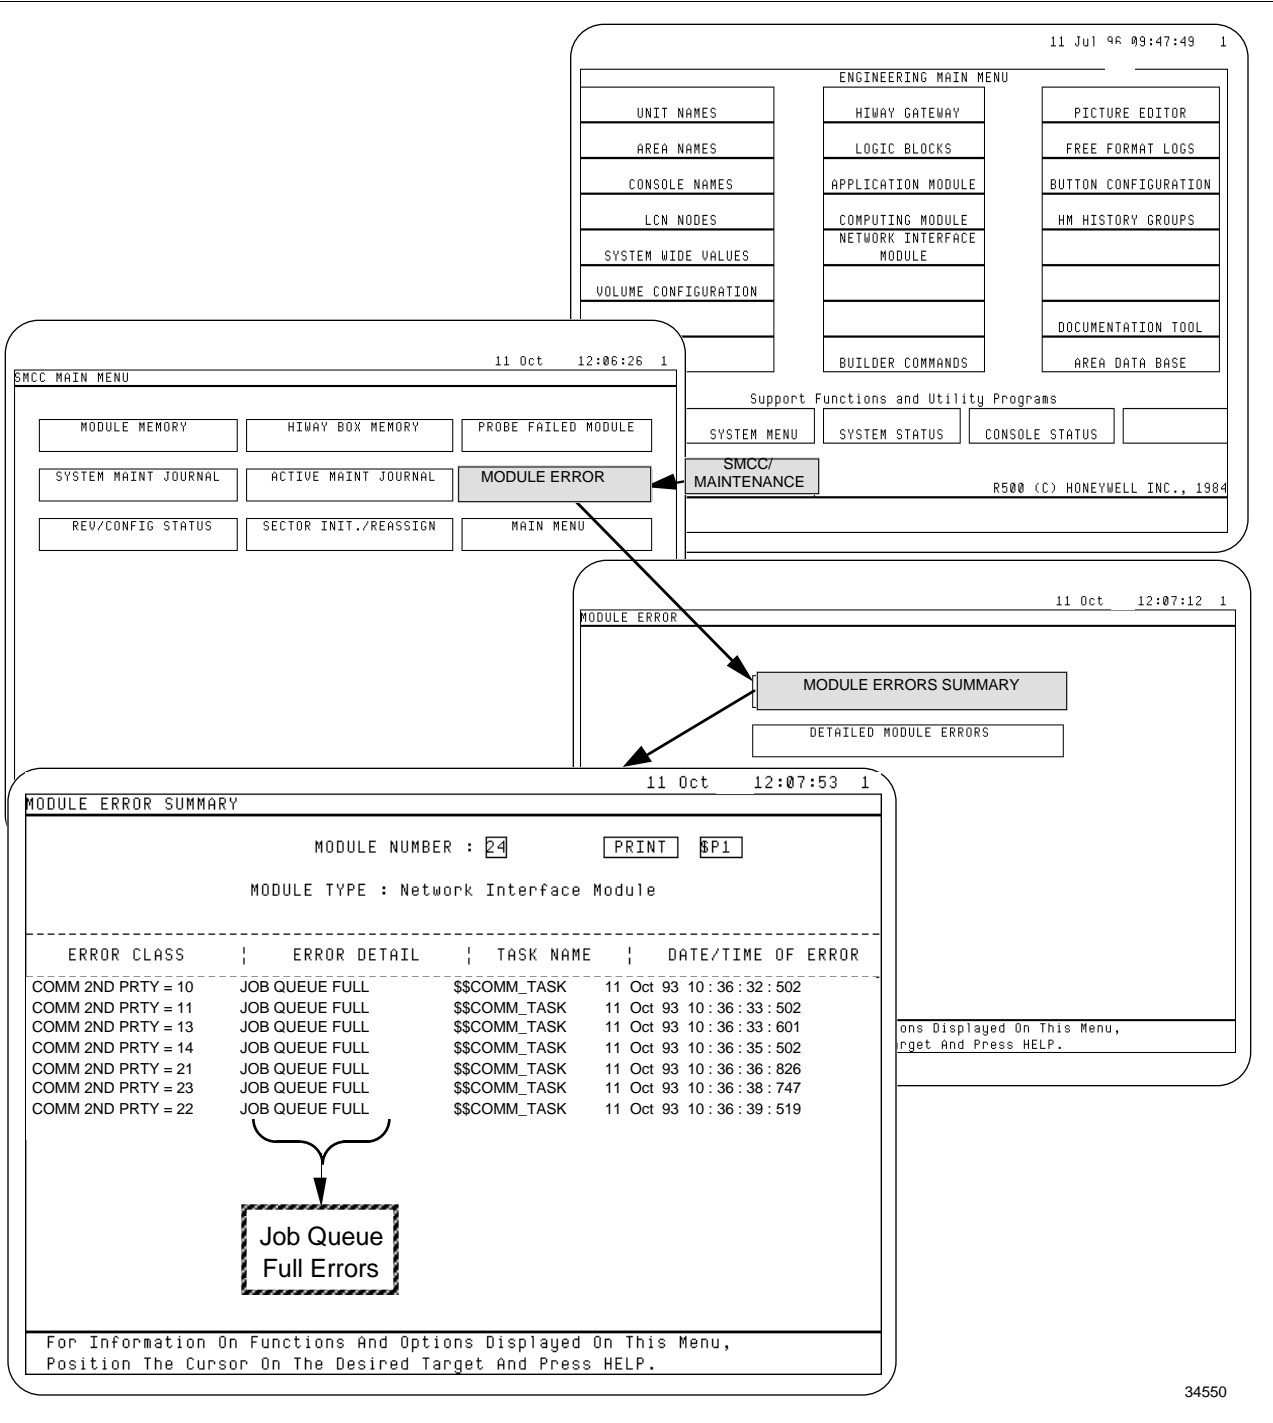 11 Jul 96 09:47:49 1
ENGINEERING MAIN MENU
UNIT NAMES HIWAY GATEWAY PICTURE EDITOR
AREA NAMES LOGIC BLOCKS FREE FORMAT LOGS
CONSOLE NAMES APPLICATION MODULE BUTTON CONFIGURATION
LCN NODES COMPUTING MODULE HM HISTORY GROUPS
NETWORK INTERFACE
SYSTEM WIDE VALUES MODULE
VOLUME CONFIGURATION
DOCUMENTATION TOOL
BUILDER COMMANDS AREA DATA BASE
Support Functions and Utility Programs
SYSTEM MENU SYSTEM STATUS CONSOLE STATUS
SMCC/
MAINTENANCE
R500 (C) HONEYWELL INC., 1984
11 Oct 12:06:26 1
SMCC MAIN MENU
MODULE MEMORY HIWAY BOX MEMORY PROBE FAILED MODULE
SYSTEM MAINT JOURNAL ACTIVE MAINT JOURNAL MODULE ERROR
REV/CONFIG STATUS SECTOR INIT./REASSIGN MAIN MENU
11 Oct 12:07:12 1
MODULE ERROR
MODULE ERRORS SUMMARY
DETAILED MODULE ERRORS
ons Displayed On This Menu,
rget And Press HELP.
11 Oct 12:07:53 1
MODULE ERROR SUMMARY
MODULE NUMBER : 24 PRINT $P1
MODULE TYPE : Network Interface Module
ERROR CLASS ¦ ERROR DETAIL ¦ TASK NAME ¦ DATE/TIME OF ERROR
COMM 2ND PRTY = 10 JOB QUEUE FULL $$COMM_TASK 11 Oct 93 10 : 36 : 32 : 502
COMM 2ND PRTY = 11 JOB QUEUE FULL $$COMM_TASK 11 Oct 93 10 : 36 : 33 : 502
COMM 2ND PRTY = 13 JOB QUEUE FULL $$COMM_TASK 11 Oct 93 10 : 36 : 33 : 601
COMM 2ND PRTY = 14 JOB QUEUE FULL $$COMM_TASK 11 Oct 93 10 : 36 : 35 : 502
COMM 2ND PRTY = 21 JOB QUEUE FULL $$COMM_TASK 11 Oct 93 10 : 36 : 36 : 826
COMM 2ND PRTY = 23 JOB QUEUE FULL $$COMM_TASK 11 Oct 93 10 : 36 : 38 : 747
COMM 2ND PRTY = 22 JOB QUEUE FULL $$COMM_TASK 11 Oct 93 10 : 36 : 39 : 519
Job Queue
Full Errors
For Information On Functions And Options Displayed On This Menu,
Position The Cursor On The Desired Target And Press HELP.
34550